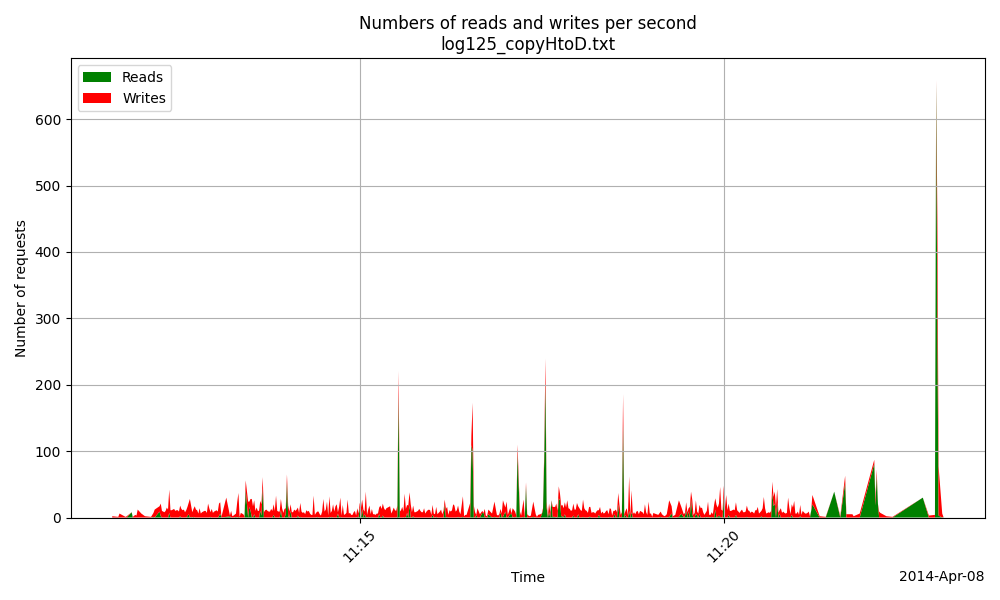 Numbers of reads and writes per second
log125_copyHtoD.txt
Reads
Writes
Number of requests
600
500
400
300
200
100
0
11:15
11:20
Time
2014-Apr-08